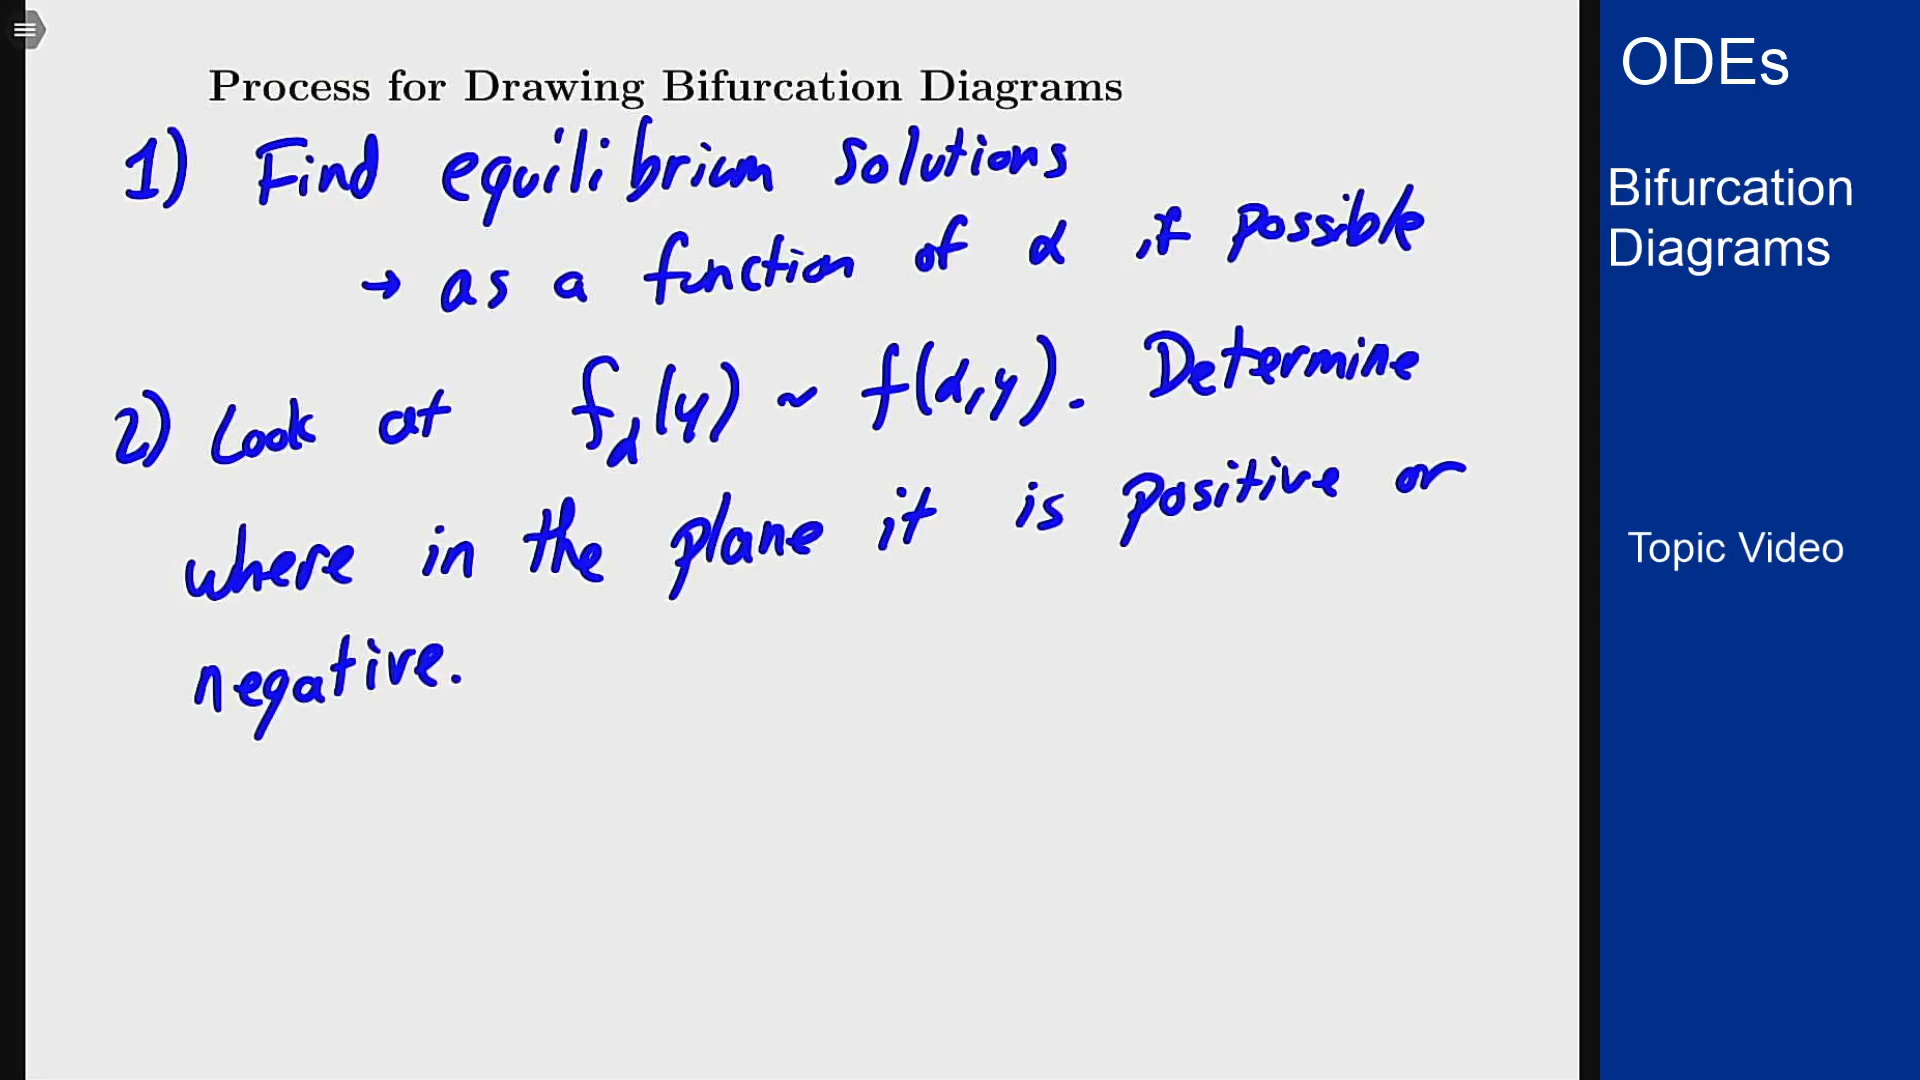 Process for Drawing Bifurcation Diagrams
1) Find equilibrium solutions
→ as a function of α if possible
2) Look at f_α(y) ~ f(α,y). Determine
where in the plane it is positive or
negative.
ODEs
Bifurcation
Diagrams
Topic Video